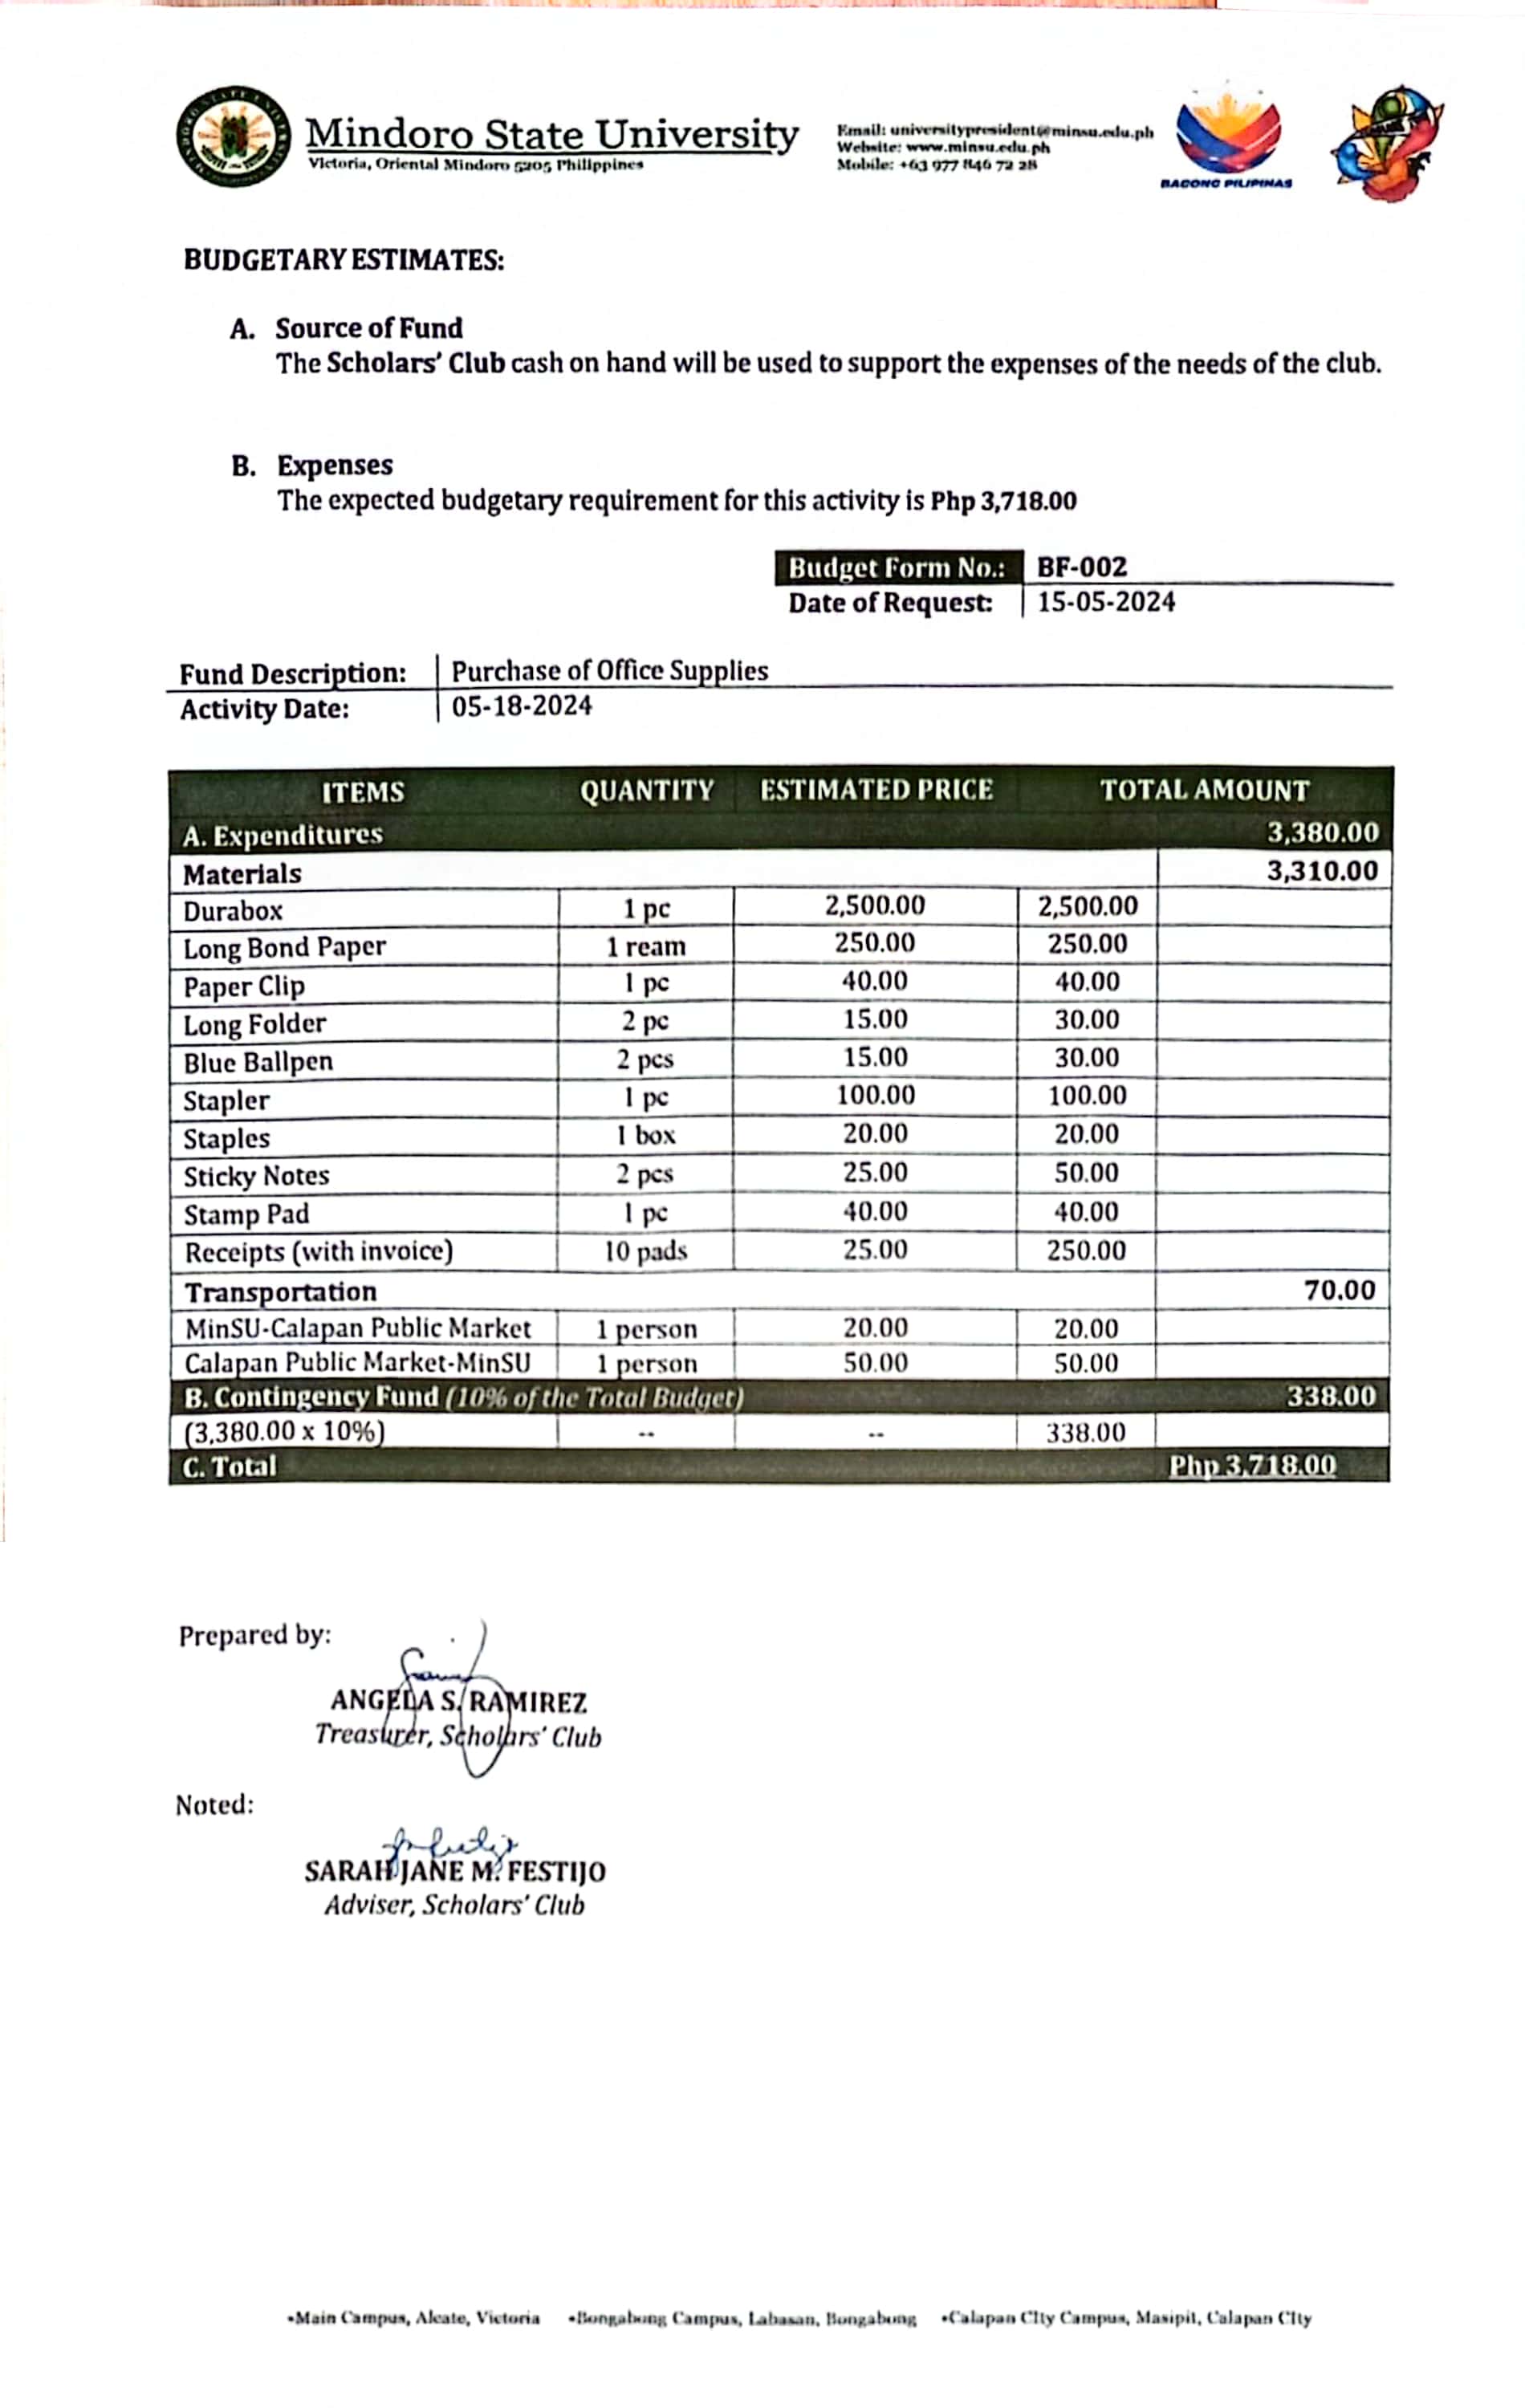 Mindoro State University
Victoria, Oriental Mindoro 5205 Philippines
Email: universitypresident@minsu.edu.ph
Website: www.minsu.edu.ph
Mobile: +63 977 846 72 28
BAGONG PILIPINAS
BUDGETARY ESTIMATES:
A. Source of Fund
The Scholars' Club cash on hand will be used to support the expenses of the needs of the club.
B. Expenses
The expected budgetary requirement for this activity is Php 3,718.00
Budget Form No.: BF-002
Date of Request: 15-05-2024
Fund Description: Purchase of Office Supplies
Activity Date: 05-18-2024
ITEMS QUANTITY ESTIMATED PRICE TOTAL AMOUNT
A. Expenditures 3,380.00
Materials 3,310.00
Durabox 1 pc 2,500.00 2,500.00
Long Bond Paper 1 ream 250.00 250.00
Paper Clip 1 pc 40.00 40.00
Long Folder 2 pc 15.00 30.00
Blue Ballpen 2 pcs 15.00 30.00
Stapler 1 pc 100.00 100.00
Staples 1 box 20.00 20.00
Sticky Notes 2 pcs 25.00 50.00
Stamp Pad 1 pc 40.00 40.00
Receipts (with invoice) 10 pads 25.00 250.00
Transportation 70.00
MinSU-Calapan Public Market 1 person 20.00 20.00
Calapan Public Market-MinSU 1 person 50.00 50.00
B. Contingency Fund (10% of the Total Budget) 338.00
(3,380.00 x 10%) -- -- 338.00
C. Total Php 3,718.00
Prepared by:
ANGELA S. RAMIREZ
Treasurer, Scholars' Club
Noted:
SARAH JANE M. FESTIJO
Adviser, Scholars' Club
•Main Campus, Alcate, Victoria •Bongabong Campus, Labasan, Bongabong •Calapan CIty Campus, Masipit, Calapan CIty